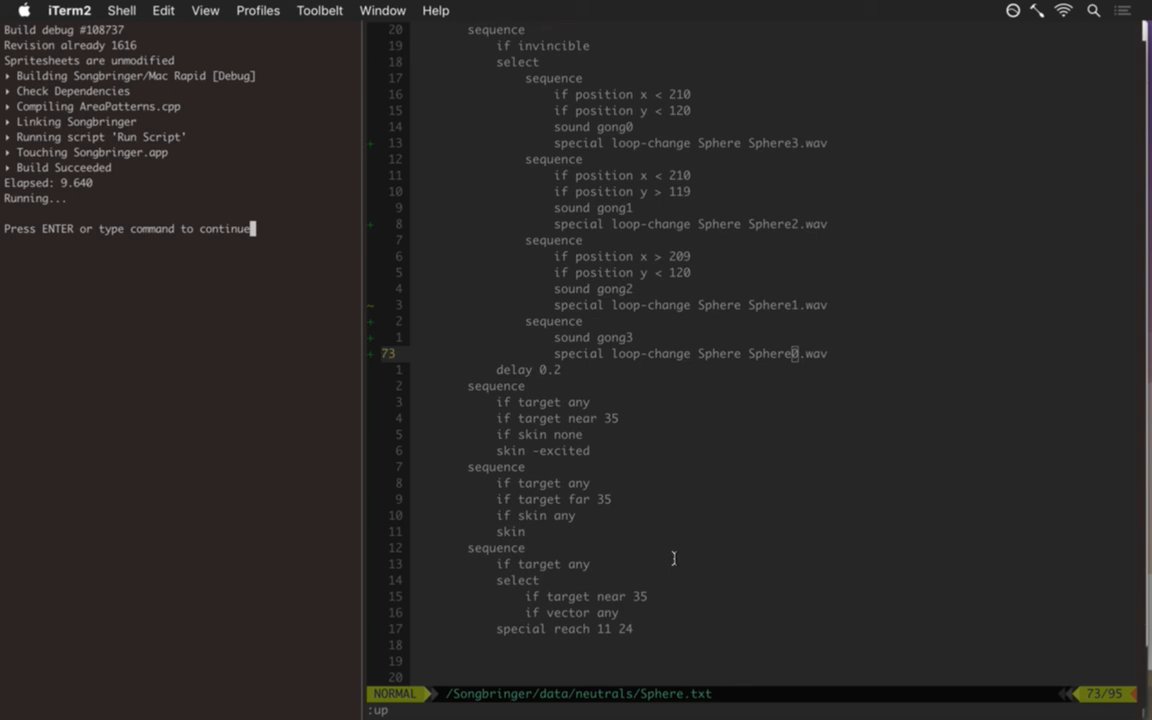 iTerm2 Shell Edit View Profiles Toolbelt Window Help
Build debug #108737
Revision already 1616
Spritesheets are unmodified
▸ Building Songbringer/Mac Rapid [Debug]
▸ Check Dependencies
▸ Compiling AreaPatterns.cpp
▸ Linking Songbringer
▸ Running script 'Run Script'
▸ Touching Songbringer.app
▸ Build Succeeded
Elapsed: 9.640
Running...
Press ENTER or type command to continue
20 sequence
19 if invincible
18 select
17 sequence
16 if position x < 210
15 if position y < 120
14 sound gong0
+ 13 special loop-change Sphere Sphere3.wav
12 sequence
11 if position x < 210
10 if position y > 119
9 sound gong1
+ 8 special loop-change Sphere Sphere2.wav
7 sequence
6 if position x > 209
5 if position y < 120
4 sound gong2
~ 3 special loop-change Sphere Sphere1.wav
+ 2 sequence
+ 1 sound gong3
+ 73 special loop-change Sphere Sphere0.wav
1 delay 0.2
2 sequence
3 if target any
4 if target near 35
5 if skin none
6 skin -excited
7 sequence
8 if target any
9 if target far 35
10 if skin any
11 skin
12 sequence
13 if target any
14 select
15 if target near 35
16 if vector any
17 special reach 11 24
18
19
20
NORMAL /Songbringer/data/neutrals/Sphere.txt 73/95
:up